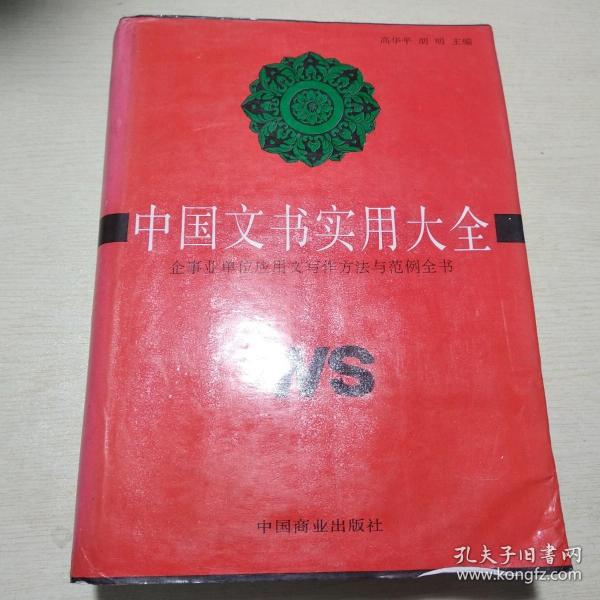 高华平 胡 明 主编
中国文书实用大全
企事业单位应用文写作方法与范例全书
WS
中国商业出版社
孔夫子旧书网
www.kongfz.com